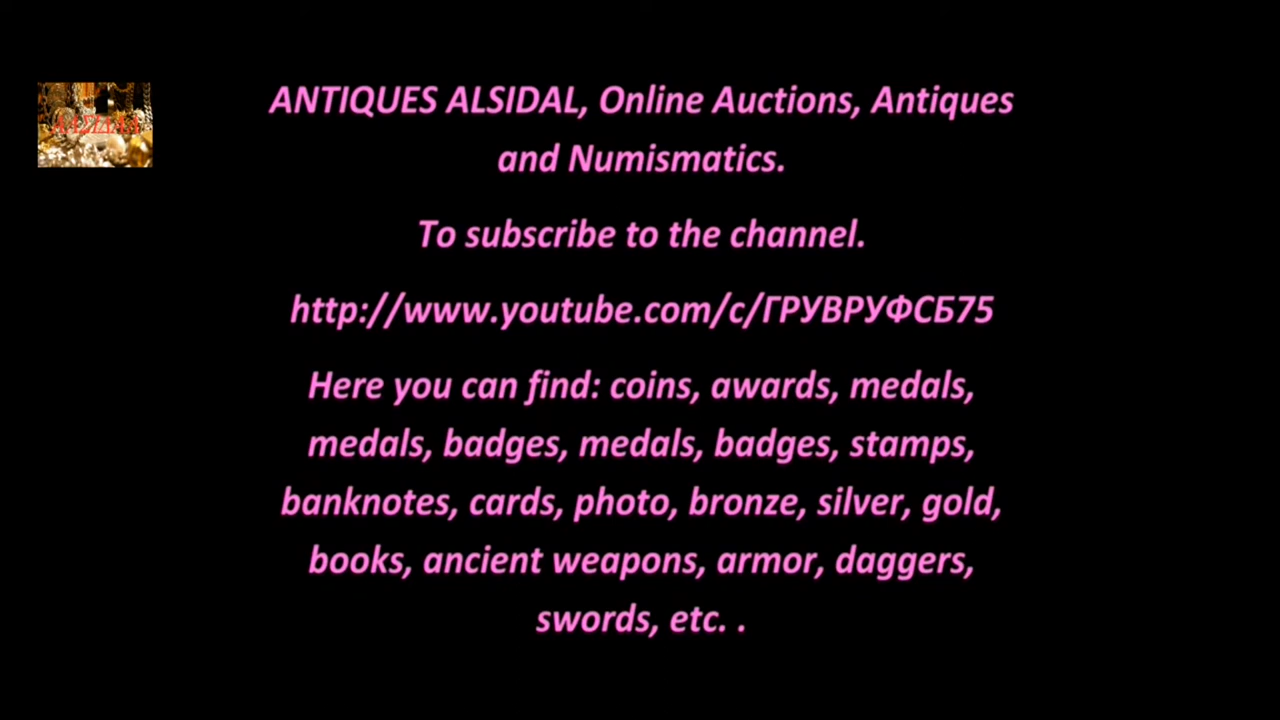 ANTIQUES ALSIDAL, Online Auctions, Antiques
and Numismatics.
To subscribe to the channel.
http://www.youtube.com/c/ГРУВРУФСБ75
Here you can find: coins, awards, medals,
medals, badges, medals, badges, stamps,
banknotes, cards, photo, bronze, silver, gold,
books, ancient weapons, armor, daggers,
swords, etc. .